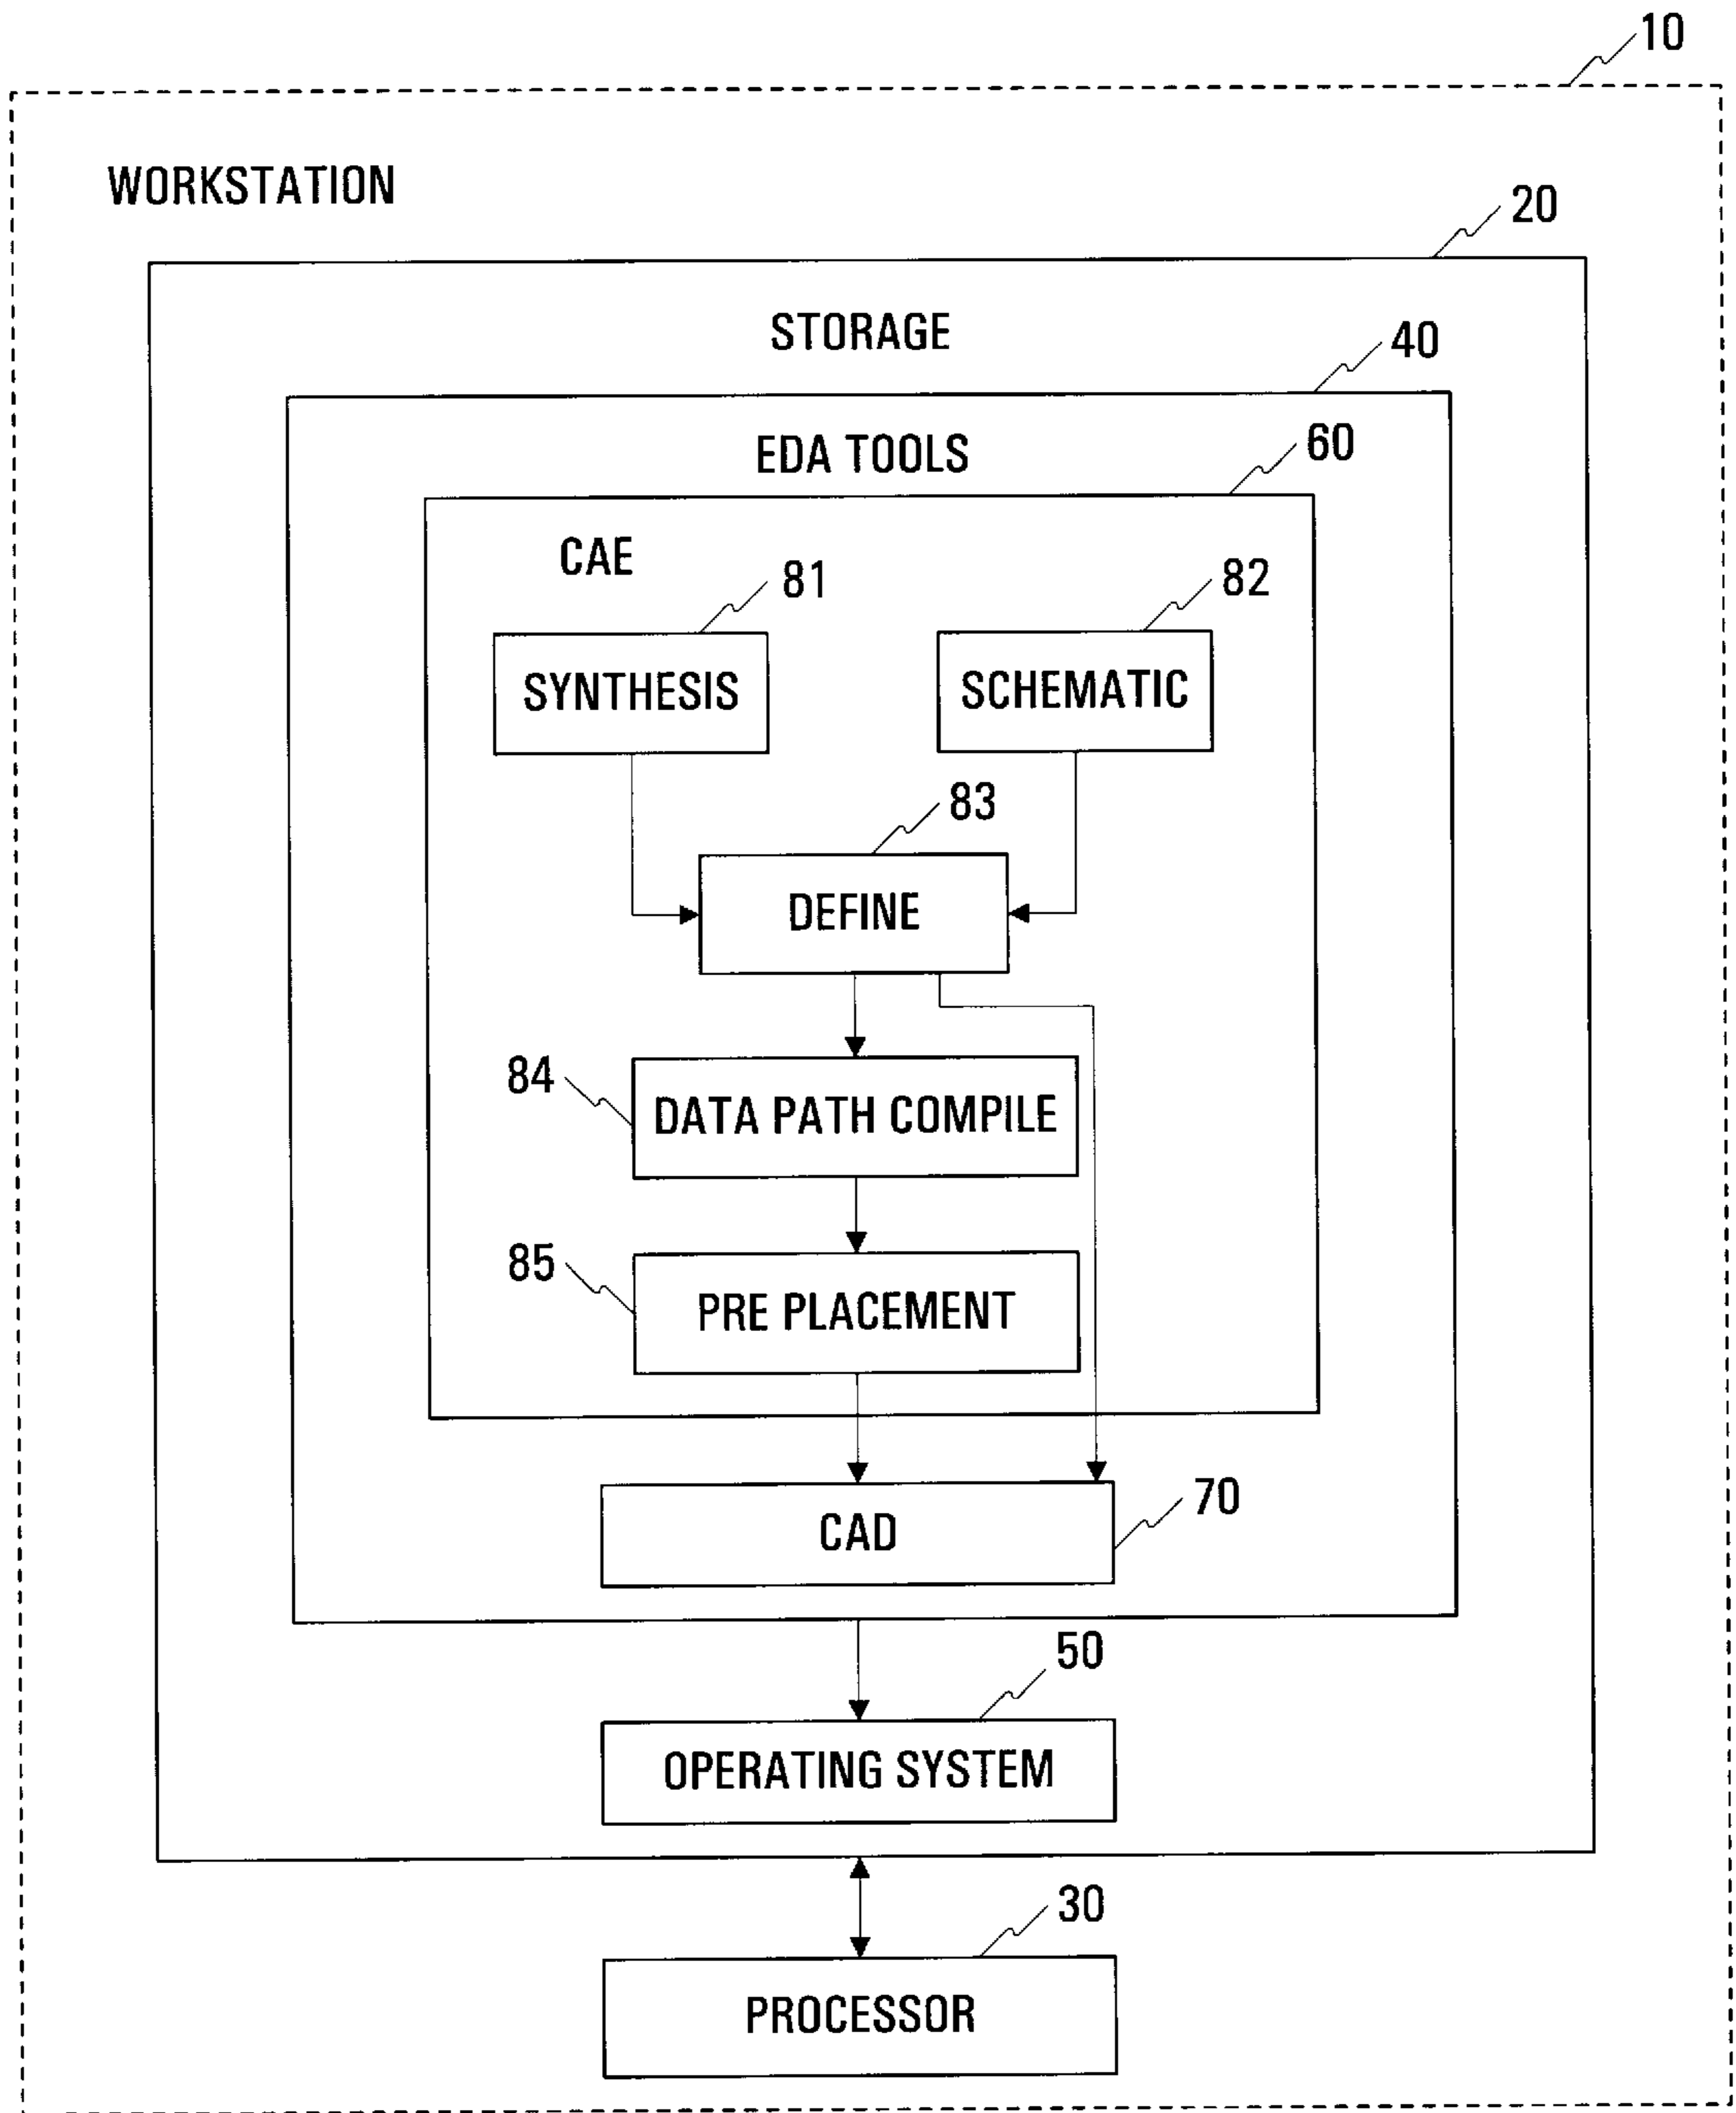 10
WORKSTATION
20
STORAGE
40
EDA TOOLS
60
CAE
81
82
SYNTHESIS
SCHEMATIC
83
DEFINE
84
DATA PATH COMPILE
85
PRE PLACEMENT
70
CAD
50
OPERATING SYSTEM
30
PROCESSOR